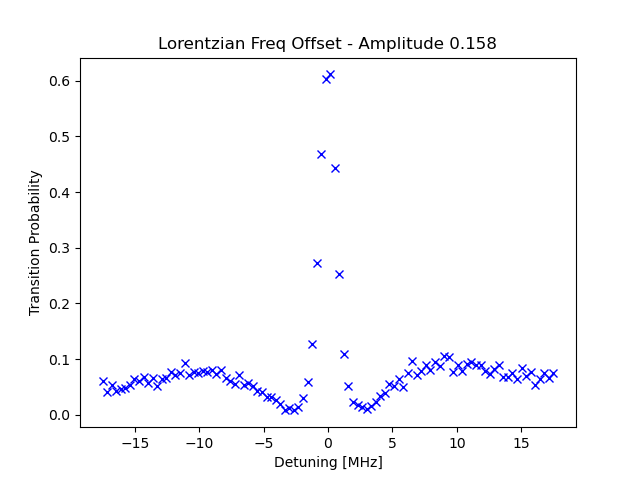 Lorentzian Freq Offset - Amplitude 0.158
Transition Probability
0.6
0.5
0.4
0.3
0.2
0.1
0.0
−15 −10 −5 0 5 10 15
Detuning [MHz]